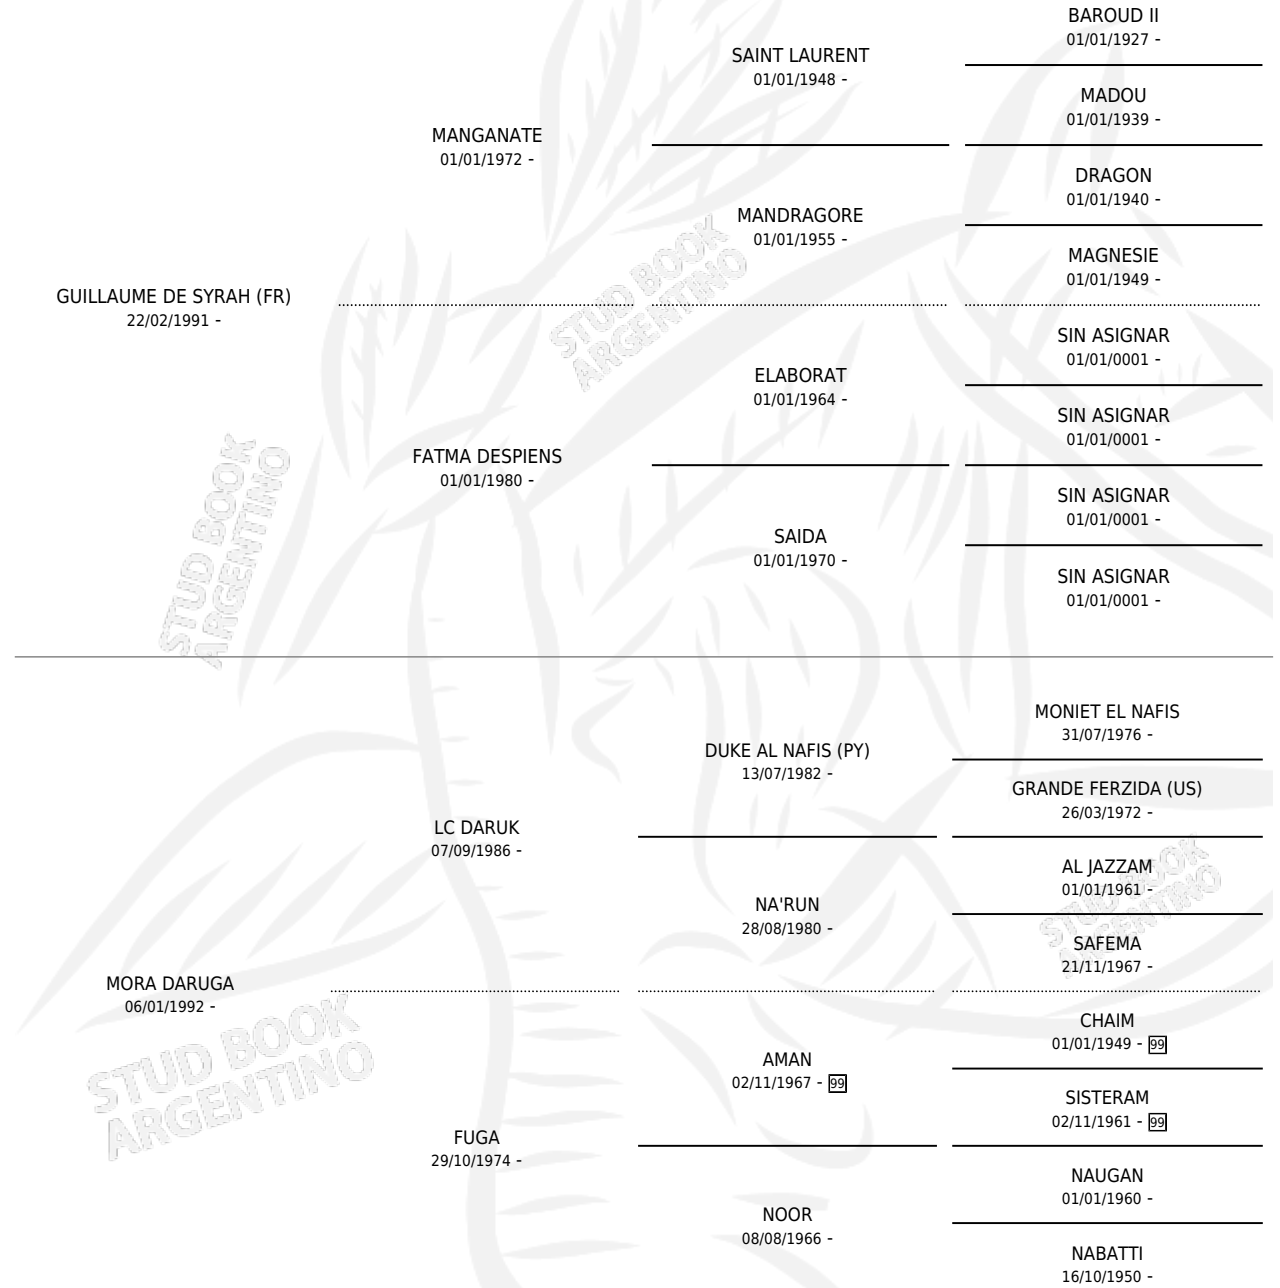 BAROUD II
01/01/1927 -
SAINT LAURENT
01/01/1948 -
MADOU
01/01/1939 -
MANGANATE
01/01/1972 -
DRAGON
01/01/1940 -
MANDRAGORE
01/01/1955 -
MAGNESIE
01/01/1949 -
GUILLAUME DE SYRAH (FR)
22/02/1991 -
SIN ASIGNAR
01/01/0001 -
ELABORAT
01/01/1964 -
SIN ASIGNAR
01/01/0001 -
FATMA DESPIENS
01/01/1980 -
SIN ASIGNAR
01/01/0001 -
SAIDA
01/01/1970 -
SIN ASIGNAR
01/01/0001 -
MONIET EL NAFIS
31/07/1976 -
DUKE AL NAFIS (PY)
13/07/1982 -
GRANDE FERZIDA (US)
26/03/1972 -
LC DARUK
07/09/1986 -
AL JAZZAM
01/01/1961 -
NA'RUN
28/08/1980 -
SAFEMA
21/11/1967 -
MORA DARUGA
06/01/1992 -
CHAIM
01/01/1949 - 99
AMAN
02/11/1967 - 99
SISTERAM
02/11/1961 - 99
FUGA
29/10/1974 -
NAUGAN
01/01/1960 -
NOOR
08/08/1966 -
NABATTI
16/10/1950 -
STUD BOOK
ARGENTINO
STUD BOOK
ARGENTINO
STUD BOOK
ARGENTINO
STUD BOOK
ARGENTINO